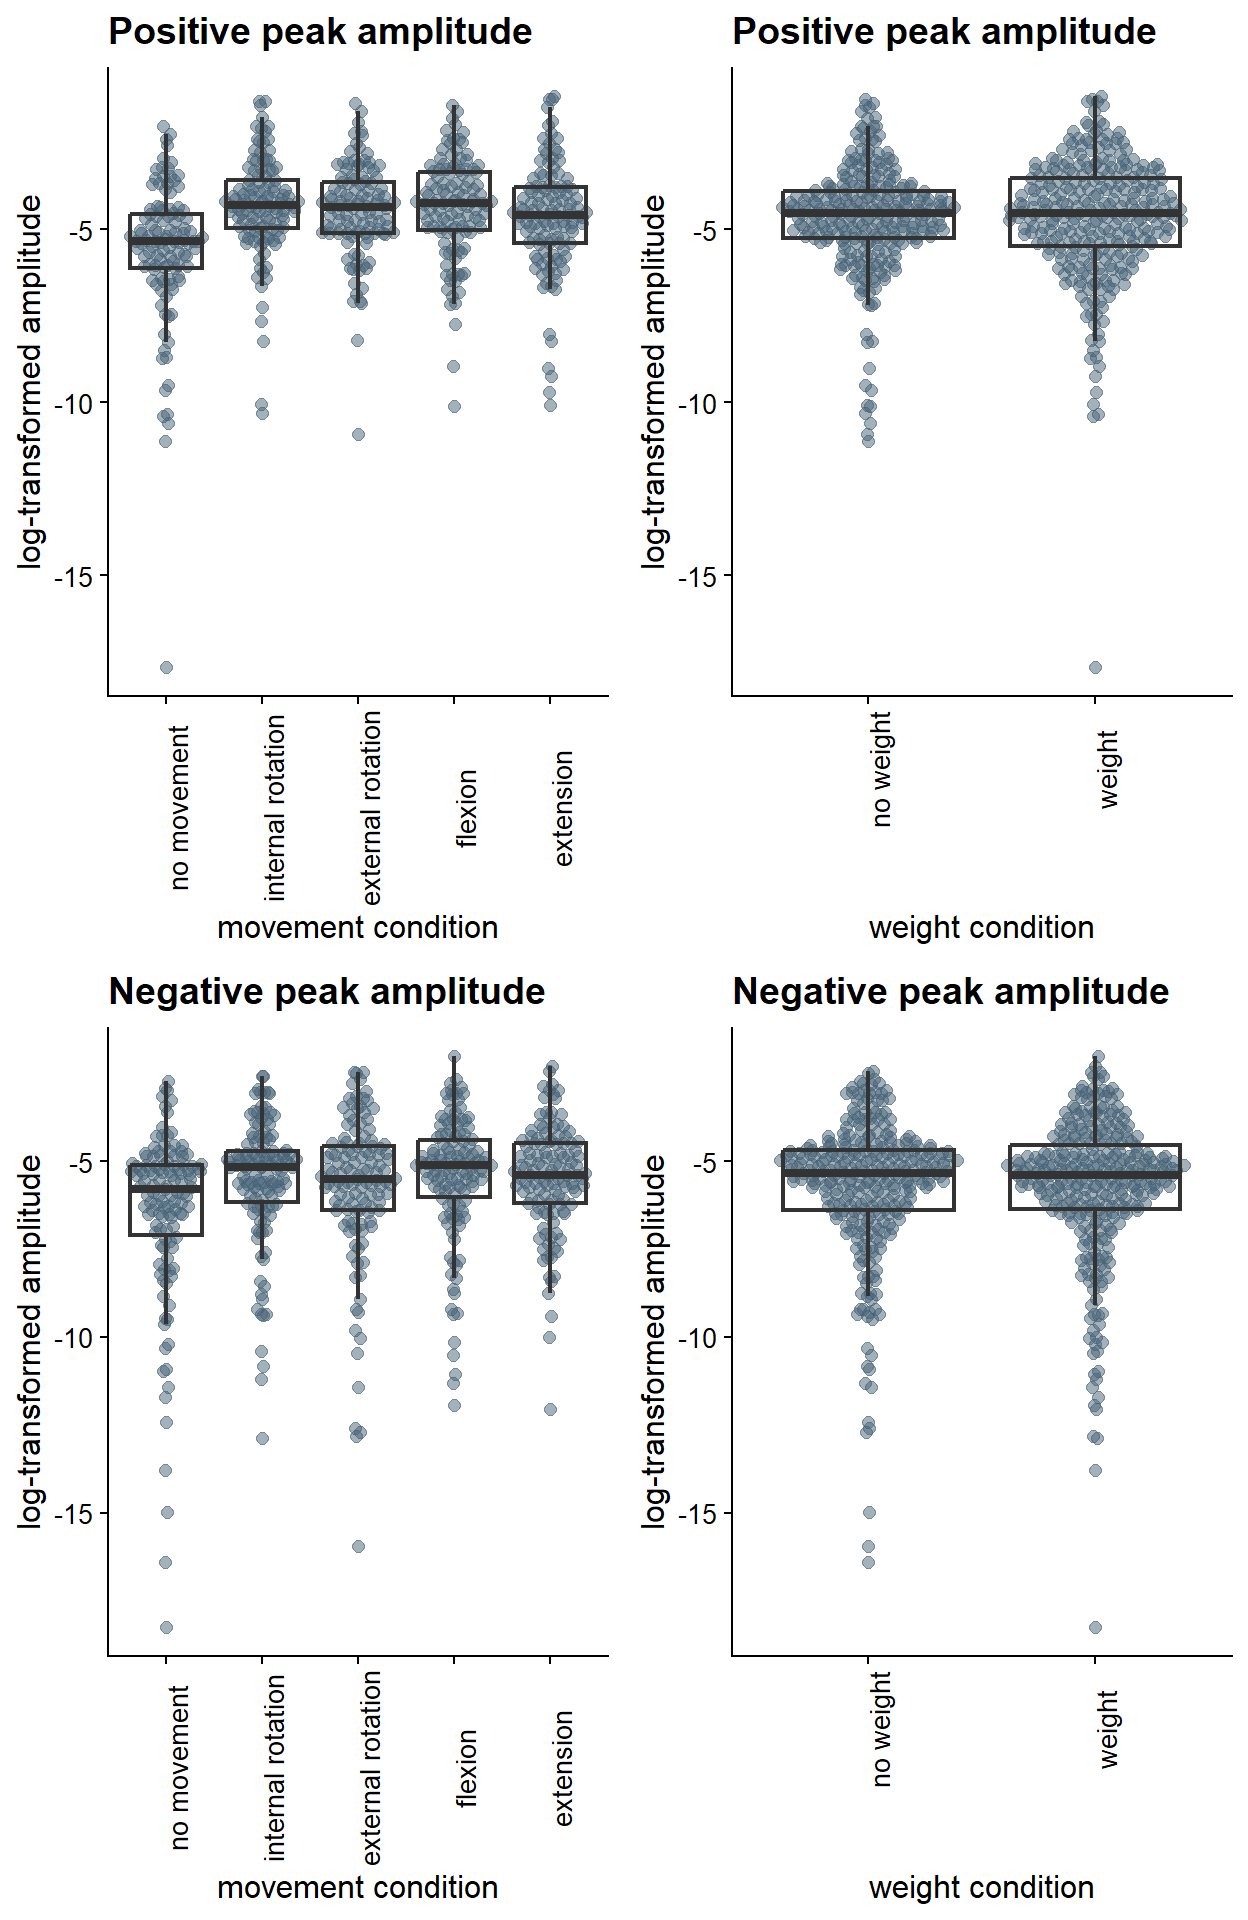 Positive peak amplitude
log-transformed amplitude
-5
-10
-15
no movement
internal rotation
external rotation
flexion
extension
movement condition
Positive peak amplitude
log-transformed amplitude
-5
-10
-15
no weight
weight
weight condition
Negative peak amplitude
log-transformed amplitude
-5
-10
-15
no movement
internal rotation
external rotation
flexion
extension
movement condition
Negative peak amplitude
log-transformed amplitude
-5
-10
-15
no weight
weight
weight condition